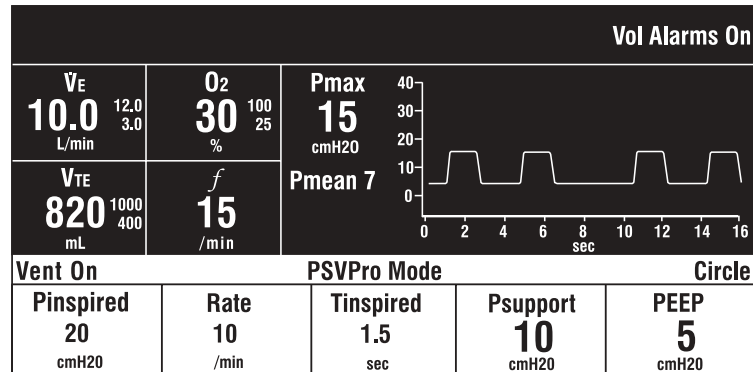 Vol Alarms On
V̇E
10.0 12.0
3.0
L/min
O2
30 100
25
%
Pmax
15
cmH2O
Pmean 7
40
30
20
10
0
0 2 4 6 8 10 12 14 16
sec
VTE
820 1000
400
mL
f
15
/min
Vent On PSVPro Mode Circle
Pinspired Rate Tinspired Psupport PEEP
20 10 1.5 10 5
cmH20 /min sec cmH20 cmH20